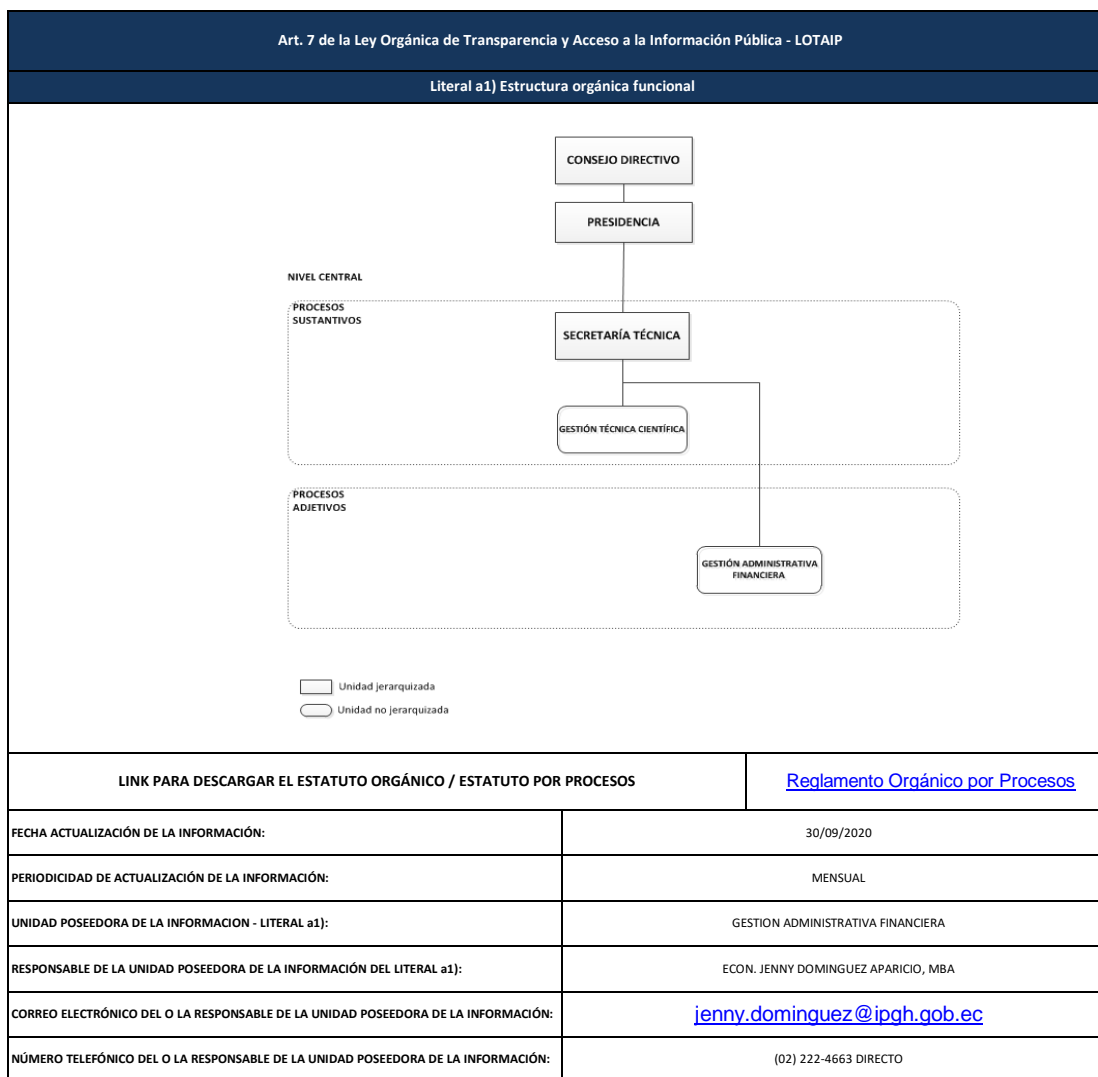 Art. 7 de la Ley Orgánica de Transparencia y Acceso a la Información Pública - LOTAIP
Literal a1) Estructura orgánica funcional
CONSEJO DIRECTIVO
PRESIDENCIA
NIVEL CENTRAL
PROCESOS
SUSTANTIVOS
SECRETARÍA TÉCNICA
GESTIÓN TÉCNICA CIENTÍFICA
PROCESOS
ADJETIVOS
GESTIÓN ADMINISTRATIVA
FINANCIERA
Unidad jerarquizada
Unidad no jerarquizada
LINK PARA DESCARGAR EL ESTATUTO ORGÁNICO / ESTATUTO POR PROCESOS
Reglamento Orgánico por Procesos
FECHA ACTUALIZACIÓN DE LA INFORMACIÓN:
30/09/2020
PERIODICIDAD DE ACTUALIZACIÓN DE LA INFORMACIÓN:
MENSUAL
UNIDAD POSEEDORA DE LA INFORMACION - LITERAL a1):
GESTION ADMINISTRATIVA FINANCIERA
RESPONSABLE DE LA UNIDAD POSEEDORA DE LA INFORMACIÓN DEL LITERAL a1):
ECON. JENNY DOMINGUEZ APARICIO, MBA
CORREO ELECTRÓNICO DEL O LA RESPONSABLE DE LA UNIDAD POSEEDORA DE LA INFORMACIÓN:
jenny.dominguez@ipgh.gob.ec
NÚMERO TELEFÓNICO DEL O LA RESPONSABLE DE LA UNIDAD POSEEDORA DE LA INFORMACIÓN:
(02) 222-4663 DIRECTO